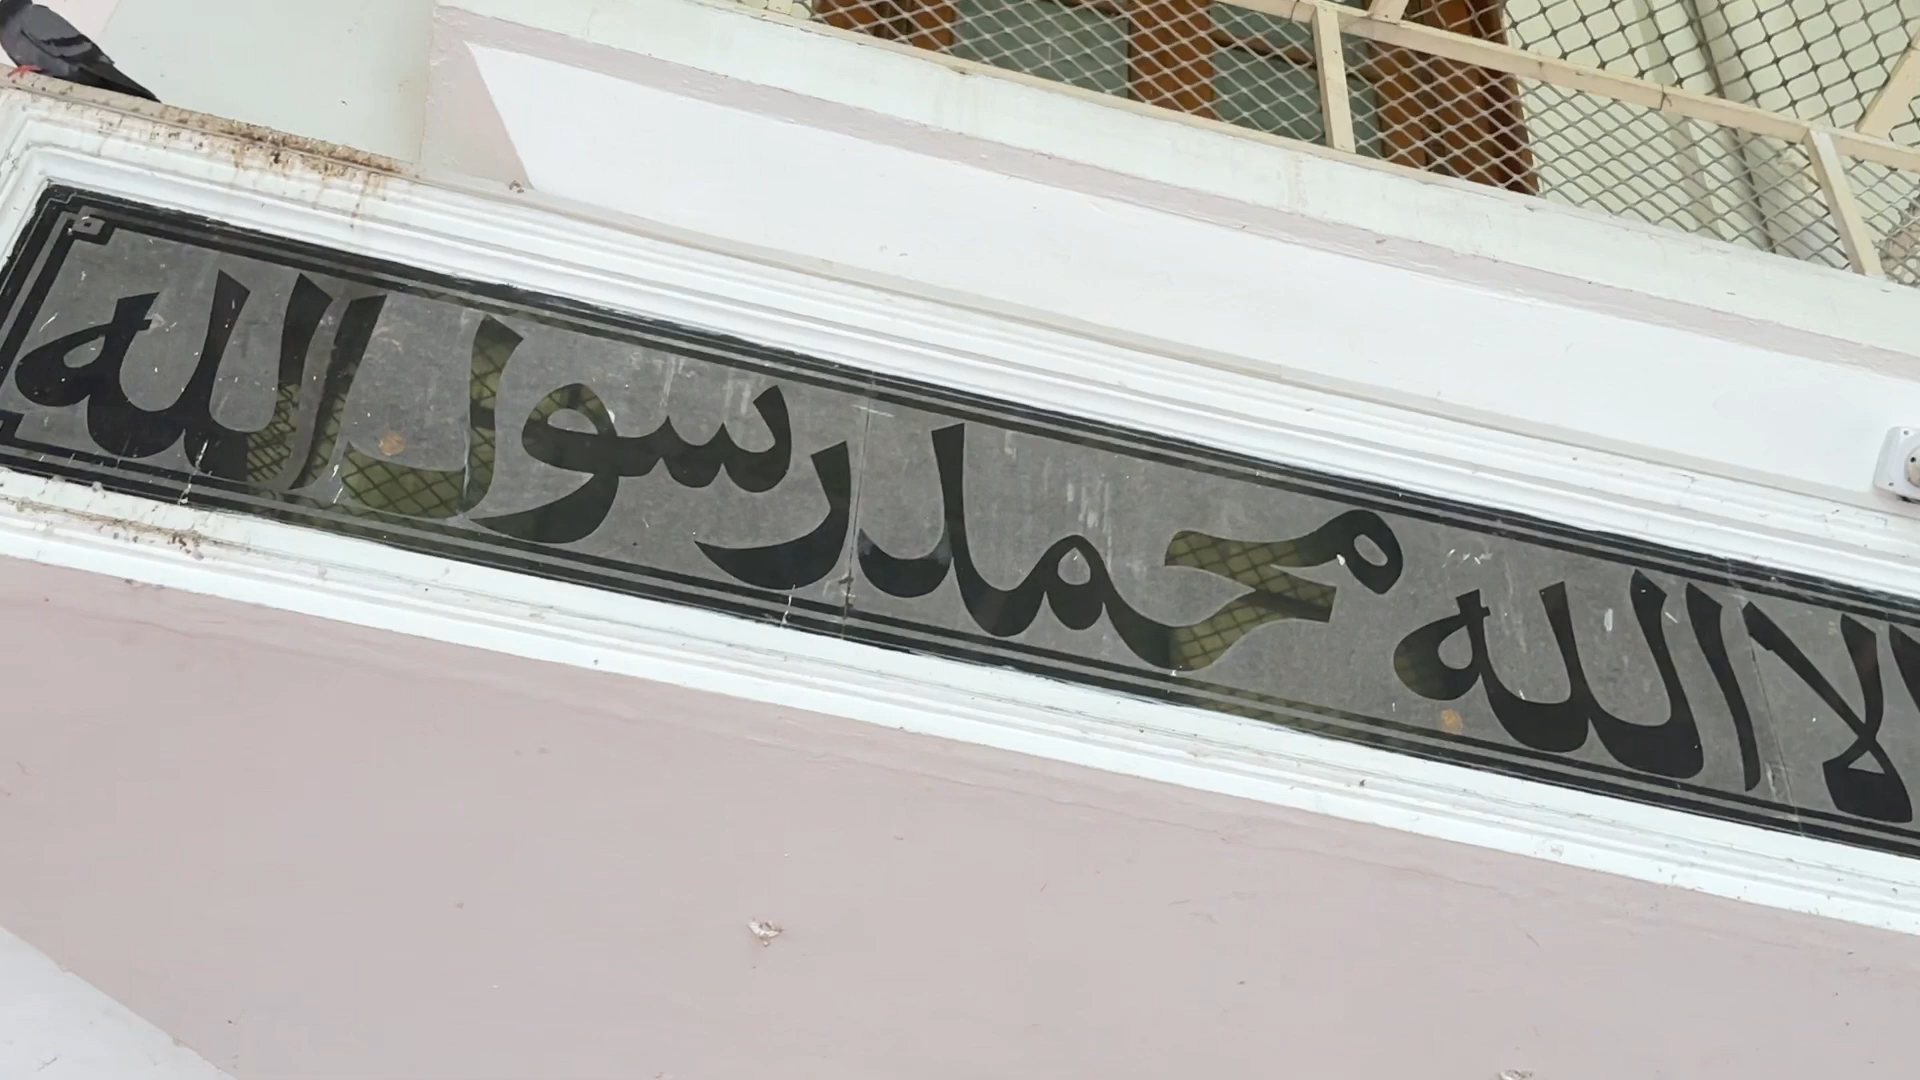 الا الله محمد رسول الله